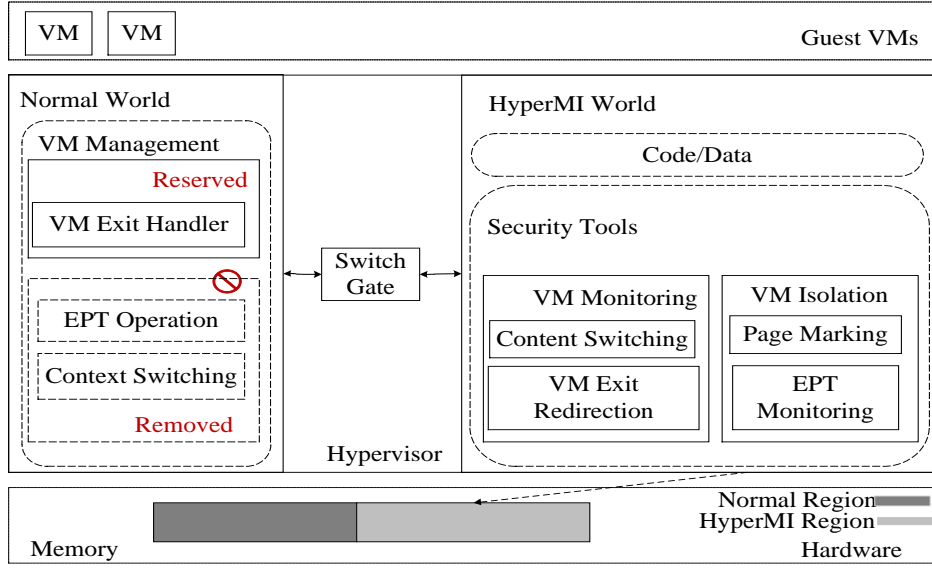 VM
VM
Guest VMs
Normal World
VM Management
Reserved
VM Exit Handler
EPT Operation
Context Switching
Removed
Switch
Gate
Hypervisor
HyperMI World
Code/Data
Security Tools
VM Monitoring
Content Switching
VM Exit
Redirection
VM Isolation
Page Marking
EPT
Monitoring
Normal Region
HyperMI Region
Memory
Hardware